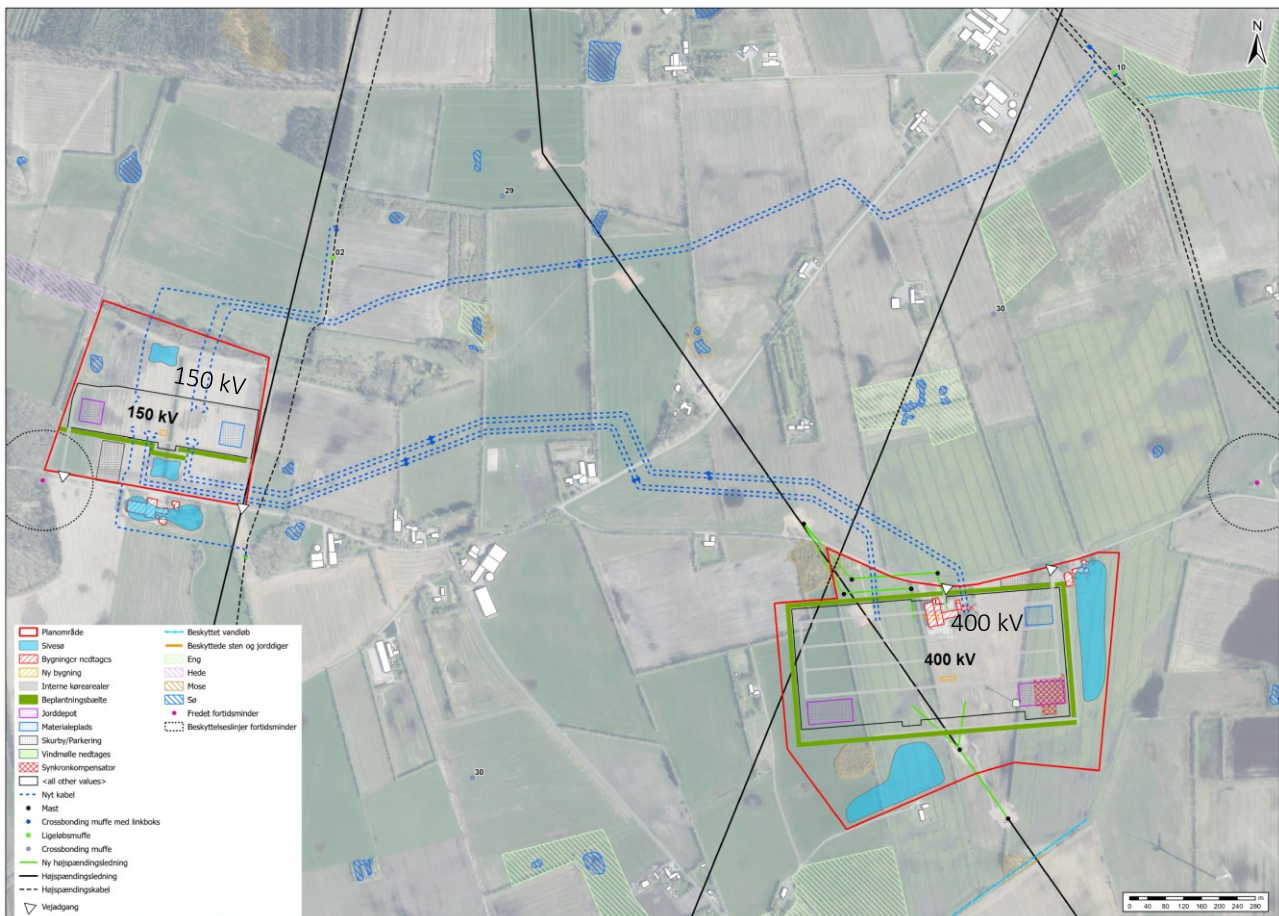 N
10
29
02
30
150 kV
150 kV
400 kV
400 kV
30
Planområde
Sivesø
Bygninger nedtages
Ny bygning
Interne kørearealer
Beplantningsbælte
Jorddepot
Materialeplads
Skurby/Parkering
Vindmølle nedtages
Synkronkompensator
<all other values>
Nyt kabel
Mast
Crossbonding muffe med linkboks
Ligeløbsmuffe
Crossbonding muffe
Ny højspændingsledning
Højspændingsledning
Højspændingskabel
Vejadgang
Beskyttet vandløb
Beskyttede sten og jorddiger
Eng
Hede
Mose
Sø
Fredet fortidsminder
Beskyttelseslinjer fortidsminder
0 40 80 120 160 200 240 280 m